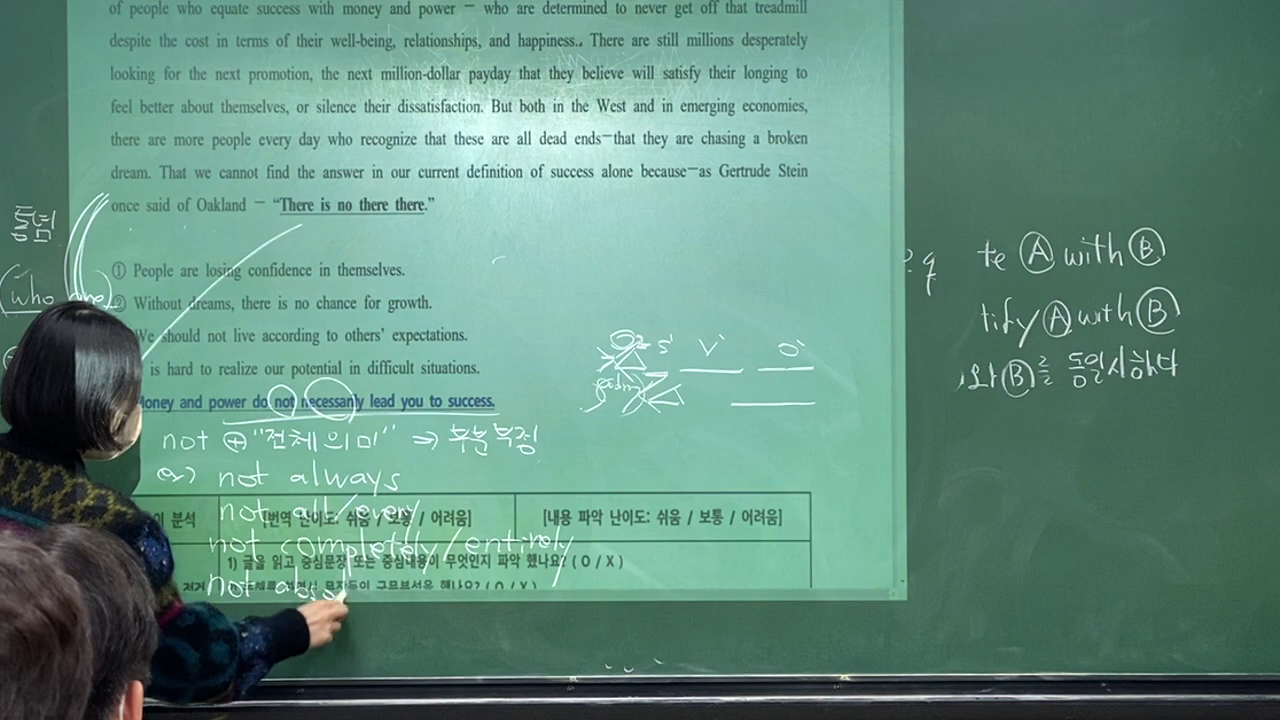 of people who equate success with money and power — who are determined to never get off that treadmill
despite the cost in terms of their well-being, relationships, and happiness.. There are still millions desperately
looking for the next promotion, the next million-dollar payday that they believe will satisfy their longing to
feel better about themselves, or silence their dissatisfaction. But both in the West and in emerging economies,
there are more people every day who recognize that these are all dead ends—that they are chasing a broken
dream. That we cannot find the answer in our current definition of success alone because—as Gertrude Stein
once said of Oakland — "There is no there there."
① People are losing confidence in themselves.
② Without dreams, there is no chance for growth.
We should not live according to others' expectations.
is hard to realize our potential in difficult situations.
Money and power do not necessarily lead you to success.
not ⊕ "전체의미" ⇒ 부분부정
ex) not always
not all/every
not completely/entirely
not abso
분석
[번역 난이도: 쉬움 / 보통 / 어려움]
[내용 파악 난이도: 쉬움 / 보통 / 어려움]
1) 글을 읽고 중심문장 또는 중심내용이 무엇인지 파악 했나요? ( O / X )
(who are)
S' V' O'
te Ⓐ with Ⓑ
tify Ⓐ with Ⓑ
와 Ⓑ를 동일시하다